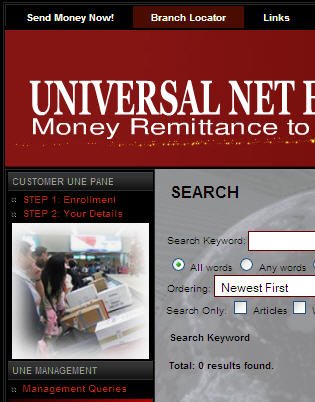 Send Money Now! Branch Locator Links
UNIVERSAL NET
Money Remittance to
CUSTOMER UNE PANE
STEP 1: Enrollment
STEP 2: Your Details
SEARCH
Search Keyword:
All words Any words
Ordering: Newest First
Search Only: Articles
Search Keyword
Total: 0 results found.
UNE MANAGEMENT
Management Queries